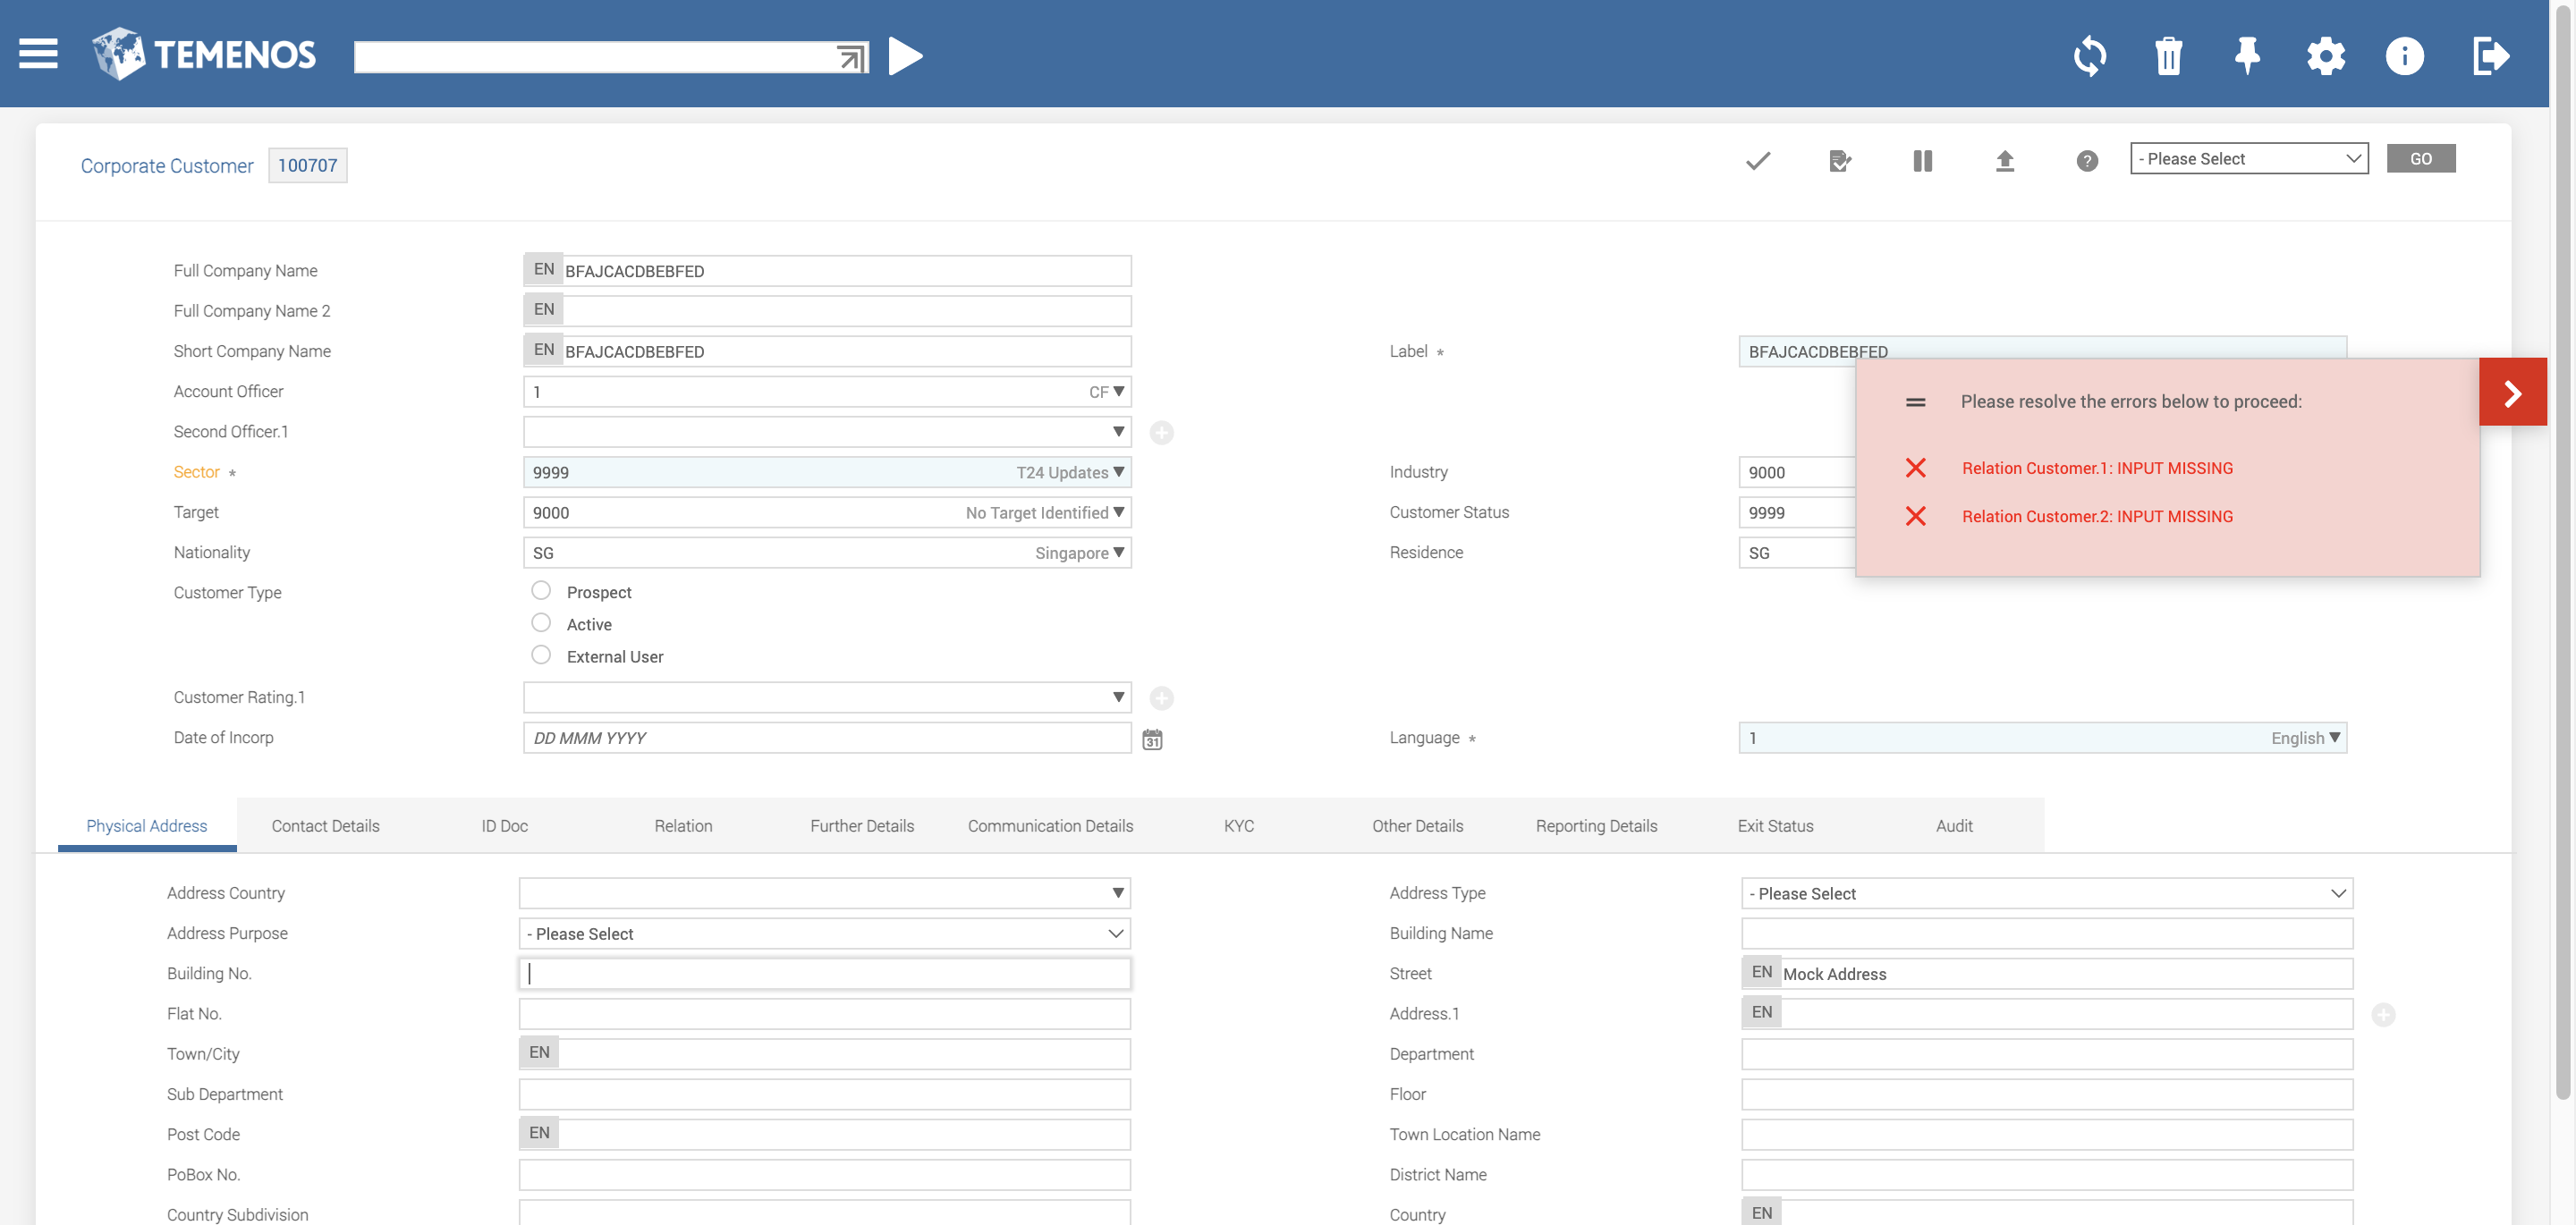 TEMENOS
Corporate Customer 100707
? - Please Select GO
Full Company Name EN BFAJCACDBEBFED
Full Company Name 2 EN
Short Company Name EN BFAJCACDBEBFED Label * BFAJCACDBEBFED
Account Officer 1 CF
Please resolve the errors below to proceed:
Second Officer.1
Relation Customer.1: INPUT MISSING
Sector * 9999 T24 Updates Industry 9000
Relation Customer.2: INPUT MISSING
Target 9000 No Target Identified Customer Status 9999
Nationality SG Singapore Residence SG
Customer Type Prospect
Active
External User
Customer Rating.1
Date of Incorp DD MMM YYYY 31 Language * 1 English
Physical Address Contact Details ID Doc Relation Further Details Communication Details KYC Other Details Reporting Details Exit Status Audit
Address Country Address Type - Please Select
Address Purpose - Please Select Building Name
Building No. Street EN Mock Address
Flat No. Address.1 EN
Town/City EN Department
Sub Department Floor
Post Code EN Town Location Name
PoBox No. District Name
Country Subdivision Country EN